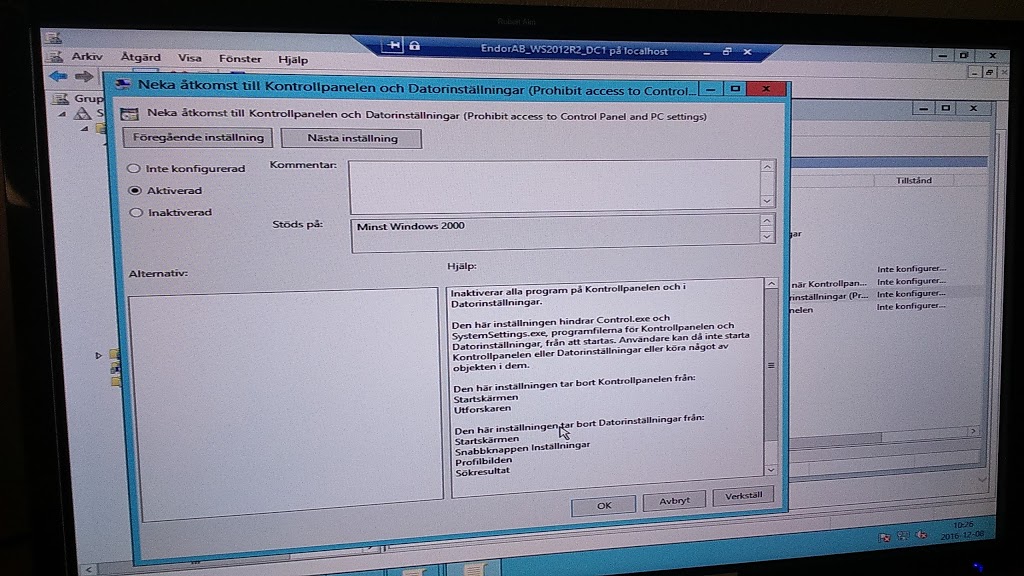 EndorAB_WS2012R2_DC1 på localhost
Arkiv Åtgärd Visa Fönster Hjälp
Neka åtkomst till Kontrollpanelen och Datorinställningar (Prohibit access to Control...
Neka åtkomst till Kontrollpanelen och Datorinställningar (Prohibit access to Control Panel and PC settings)
Föregående inställning Nästa inställning
Inte konfigurerad
Aktiverad
Inaktiverad
Kommentar:
Stöds på: Minst Windows 2000
Alternativ:
Hjälp:
Inaktiverar alla program på Kontrollpanelen och i
Datorinställningar.
Den här inställningen hindrar Control.exe och
SystemSettings.exe, programfilerna för Kontrollpanelen och
Datorinställningar, från att startas. Användare kan då inte starta
Kontrollpanelen eller Datorinställningar eller köra något av
objekten i dem.
Den här inställningen tar bort Kontrollpanelen från:
Startskärmen
Utforskaren
Den här inställningen tar bort Datorinställningar från:
Startskärmen
Snabbknappen Inställningar
Profilbilden
Sökresultat
OK Avbryt Verkställ
Grup
S
Tillstånd
gar
Inte konfigurer...
när Kontrollpan... Inte konfigurer...
rinställningar (Pr... Inte konfigurer...
nelen Inte konfigurer...
10:26
2016-12-08